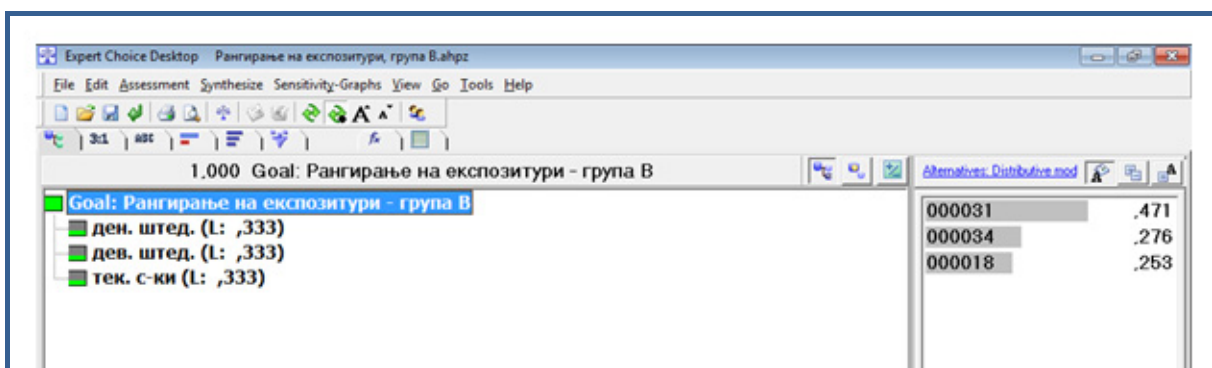 Expert Choice Desktop Рангирање на експозитури, група В.ahpz
File Edit Assessment Synthesize Sensitivity-Graphs View Go Tools Help
3:1 ABC
1,000 Goal: Рангирање на експозитури - група В
Alternatives: Distributive mod
Goal: Рангирање на експозитури - група В
ден. штед. (L: ,333)
дев. штед. (L: ,333)
тек. с-ки (L: ,333)
000031 ,471
000034 ,276
000018 ,253